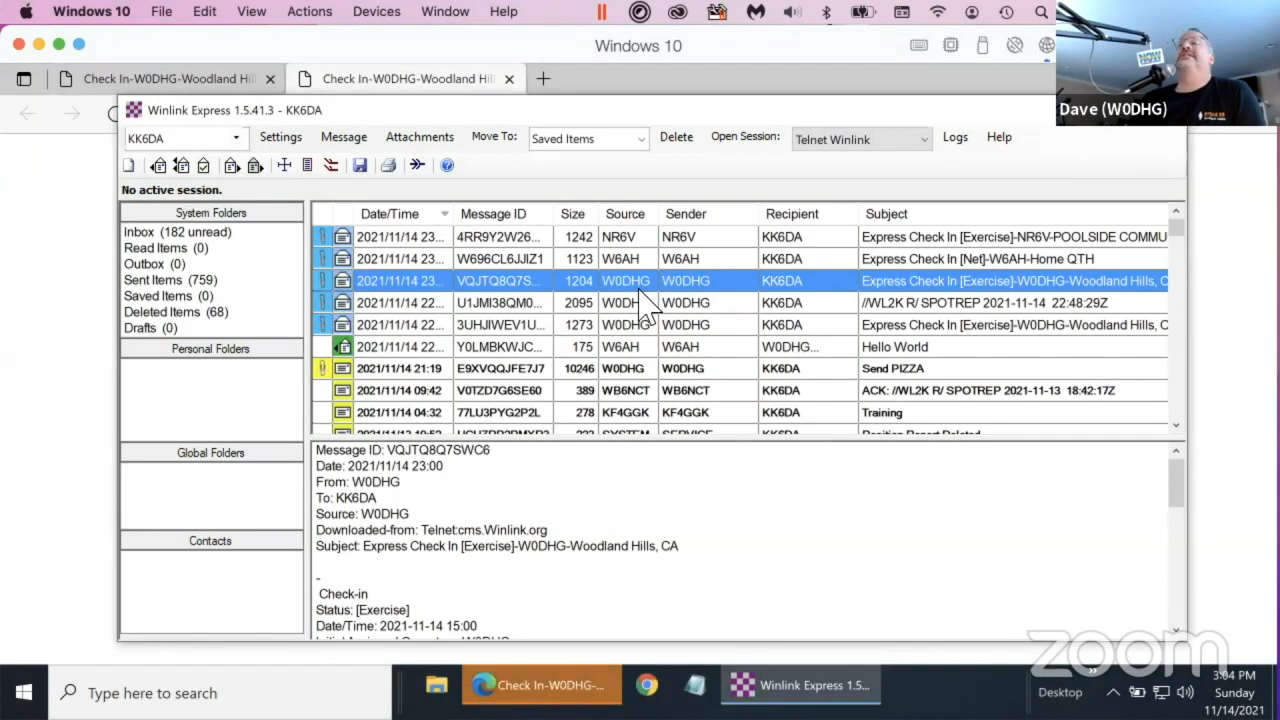 Windows 10 File Edit View Actions Devices Window Help
Windows 10
Dave (W0DHG)
Check In-W0DHG-Woodland Hil
Check In-W0DHG-Woodland Hil
Winlink Express 1.5.41.3 - KK6DA
KK6DA Settings Message Attachments Move To: Saved Items Delete Open Session: Telnet Winlink Logs Help
No active session.
System Folders
Inbox (182 unread)
Read Items (0)
Outbox (0)
Sent Items (759)
Saved Items (0)
Deleted Items (68)
Drafts (0)
Personal Folders
Global Folders
Contacts
Date/Time Message ID Size Source Sender Recipient Subject
2021/11/14 23... 4RR9Y2W26... 1242 NR6V NR6V KK6DA Express Check In [Exercise]-NR6V-POOLSIDE COMMU
2021/11/14 23... W696CL6JJIZ1 1123 W6AH W6AH KK6DA Express Check In [Net]-W6AH-Home QTH
2021/11/14 23... VQJTQ8Q7S... 1204 W0DHG W0DHG KK6DA Express Check In [Exercise]-W0DHG-Woodland Hills, C
2021/11/14 22... U1JMI38QM0... 2095 W0DHG W0DHG KK6DA //WL2K R/ SPOTREP 2021-11-14 22:48:29Z
2021/11/14 22... 3UHJIWEV1U... 1273 W0DHG W0DHG KK6DA Express Check In [Exercise]-W0DHG-Woodland Hills, C
2021/11/14 22... Y0LMBKWJC... 175 W6AH W6AH W0DHG... Hello World
2021/11/14 21:19 E9XVQQJFE7J7 10246 W0DHG W0DHG KK6DA Send PIZZA
2021/11/14 09:42 V0TZD7G6SE60 389 WB6NCT WB6NCT KK6DA ACK: //WL2K R/ SPOTREP 2021-11-13 18:42:17Z
2021/11/14 04:32 77LU3PYG2P2L 278 KF4GGK KF4GGK KK6DA Training
Message ID: VQJTQ8Q7SWC6
Date: 2021/11/14 23:00
From: W0DHG
To: KK6DA
Source: W0DHG
Downloaded-from: Telnet:cms.Winlink.org
Subject: Express Check In [Exercise]-W0DHG-Woodland Hills, CA
-
Check-in
Status: [Exercise]
Date/Time: 2021-11-14 15:00
zoom
Type here to search
Check In-W0DHG-...
Winlink Express 1.5...
Desktop
3:04 PM
Sunday
11/14/2021